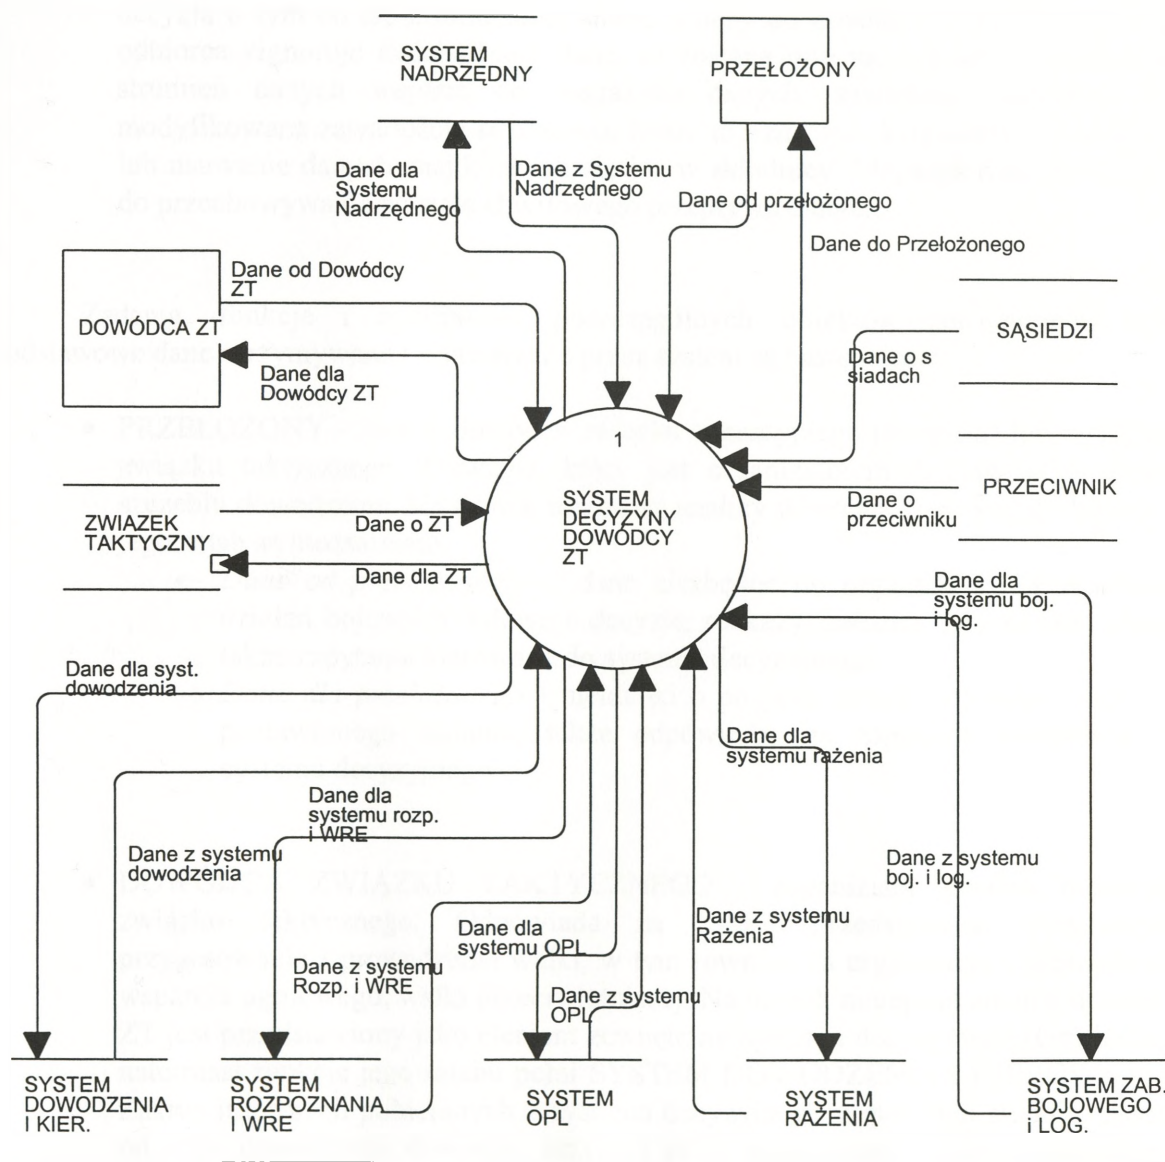 SYSTEM
NADRZĘDNY
PRZEŁOŻONY
Dane dla
Systemu
Nadrzędnego
Dane z Systemu
Nadrzędnego
Dane od przełożonego
Dane do Przełożonego
Dane od Dowódcy
ZT
DOWÓDCA ZT
Dane dla
Dowódcy ZT
SĄSIEDZI
Dane o s
siadach
1
SYSTEM
DECYZYNY
DOWÓDCY
ZT
PRZECIWNIK
Dane o
przeciwniku
ZWIAZEK
TAKTYCZNY
Dane o ZT
Dane dla ZT
Dane dla
systemu boj.
i log.
Dane dla syst.
dowodzenia
Dane dla
systemu rażenia
Dane dla
systemu rozp.
i WRE
Dane z systemu
dowodzenia
Dane z systemu
boj. i log.
Dane dla
systemu OPL
Dane z systemu
Rażenia
Dane z systemu
Rozp. i WRE
Dane z systemu
OPL
SYSTEM
DOWODZENIA
I KIER.
SYSTEM
ROZPOZNANIA
I WRE
SYSTEM
OPL
SYSTEM
RAŻENIA
SYSTEM ZAB.
BOJOWEGO
i LOG.